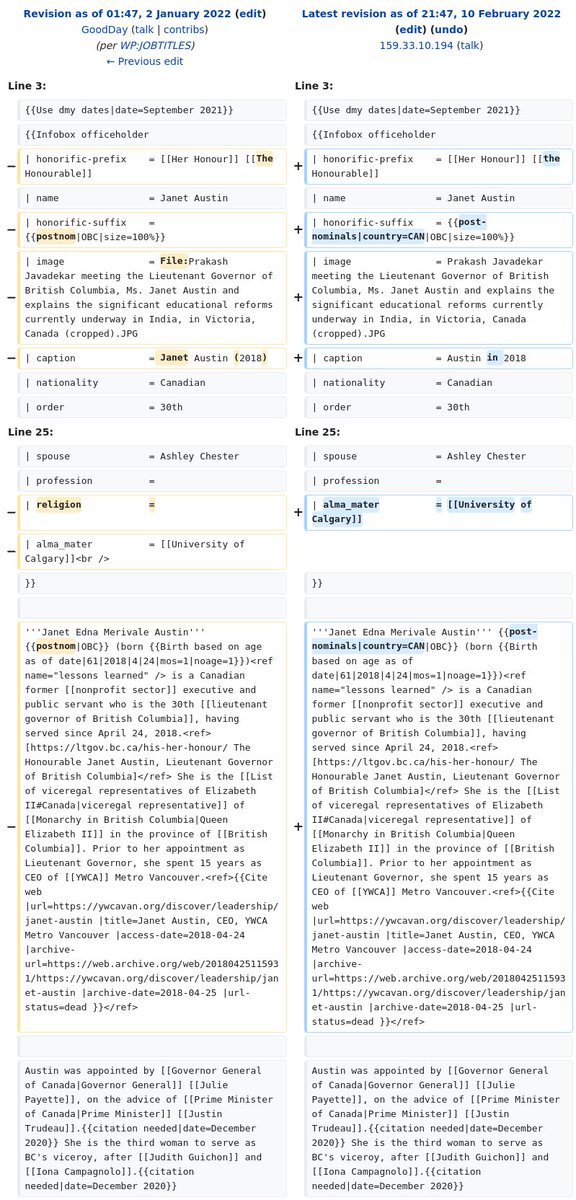 Revision as of 01:47, 2 January 2022 (edit)
GoodDay (talk | contribs)
(per WP:JOBTITLES)
← Previous edit
Latest revision as of 21:47, 10 February 2022
(edit) (undo)
159.33.10.194 (talk)
Line 3:
{{Use dmy dates|date=September 2021}}
{{Infobox officeholder
− | honorific-prefix = [[Her Honour]] [[The
Honourable]]
| name = Janet Austin
− | honorific-suffix =
{{postnom|OBC|size=100%}}
− | image = File:Prakash
Javadekar meeting the Lieutenant Governor of
British Columbia, Ms. Janet Austin and
explains the significant educational reforms
currently underway in India, in Victoria,
Canada (cropped).JPG
− | caption = Janet Austin (2018)
| nationality = Canadian
| order = 30th
Line 3:
{{Use dmy dates|date=September 2021}}
{{Infobox officeholder
+ | honorific-prefix = [[Her Honour]] [[the
Honourable]]
| name = Janet Austin
+ | honorific-suffix = {{post-
nominals|country=CAN|OBC|size=100%}}
+ | image = Prakash Javadekar
meeting the Lieutenant Governor of British
Columbia, Ms. Janet Austin and explains the
significant educational reforms currently
underway in India, in Victoria, Canada
(cropped).JPG
+ | caption = Austin in 2018
| nationality = Canadian
| order = 30th
Line 25:
| spouse = Ashley Chester
| profession =
− | religion =
− | alma_mater = [[University of
Calgary]]<br />
}}
− '''Janet Edna Merivale Austin'''
{{postnom|OBC}} (born {{Birth based on age
as of date|61|2018|4|24|mos=1|noage=1}})<ref
name="lessons learned" /> is a Canadian
former [[nonprofit sector]] executive and
public servant who is the 30th [[lieutenant
governor of British Columbia]], having
served since April 24, 2018.<ref>
[https://ltgov.bc.ca/his-her-honour/ The
Honourable Janet Austin, Lieutenant Governor
of British Columbia]</ref> She is the [[List
of viceregal representatives of Elizabeth
II#Canada|viceregal representative]] of
[[Monarchy in British Columbia|Queen
Elizabeth II]] in the province of [[British
Columbia]]. Prior to her appointment as
Lieutenant Governor, she spent 15 years as
CEO of [[YWCA]] Metro Vancouver.<ref>{{Cite
web
|url=https://ywcavan.org/discover/leadership/
janet-austin |title=Janet Austin, CEO, YWCA
Metro Vancouver |access-date=2018-04-24
|archive-
url=https://web.archive.org/web/2018042511593
1/https://ywcavan.org/discover/leadership/jan
et-austin |archive-date=2018-04-25 |url-
status=dead }}</ref>
Austin was appointed by [[Governor General
of Canada|Governor General]] [[Julie
Payette]], on the advice of [[Prime Minister
of Canada|Prime Minister]] [[Justin
Trudeau]].{{citation needed|date=December
2020}} She is the third woman to serve as
BC's viceroy, after [[Judith Guichon]] and
[[Iona Campagnolo]].{{citation
needed|date=December 2020}}
Line 25:
| spouse = Ashley Chester
| profession =
+ | alma_mater = [[University of
Calgary]]
}}
+ '''Janet Edna Merivale Austin''' {{post-
nominals|country=CAN|OBC}} (born {{Birth
based on age as of
date|61|2018|4|24|mos=1|noage=1}})<ref
name="lessons learned" /> is a Canadian
former [[nonprofit sector]] executive and
public servant who is the 30th [[lieutenant
governor of British Columbia]], having
served since April 24, 2018.<ref>
[https://ltgov.bc.ca/his-her-honour/ The
Honourable Janet Austin, Lieutenant Governor
of British Columbia]</ref> She is the [[List
of viceregal representatives of Elizabeth
II#Canada|viceregal representative]] of
[[Monarchy in British Columbia|Queen
Elizabeth II]] in the province of [[British
Columbia]]. Prior to her appointment as
Lieutenant Governor, she spent 15 years as
CEO of [[YWCA]] Metro Vancouver.<ref>{{Cite
web
|url=https://ywcavan.org/discover/leadership/
janet-austin |title=Janet Austin, CEO, YWCA
Metro Vancouver |access-date=2018-04-24
|archive-
url=https://web.archive.org/web/2018042511593
1/https://ywcavan.org/discover/leadership/jan
et-austin |archive-date=2018-04-25 |url-
status=dead }}</ref>
Austin was appointed by [[Governor General
of Canada|Governor General]] [[Julie
Payette]], on the advice of [[Prime Minister
of Canada|Prime Minister]] [[Justin
Trudeau]].{{citation needed|date=December
2020}} She is the third woman to serve as
BC's viceroy, after [[Judith Guichon]] and
[[Iona Campagnolo]].{{citation
needed|date=December 2020}}